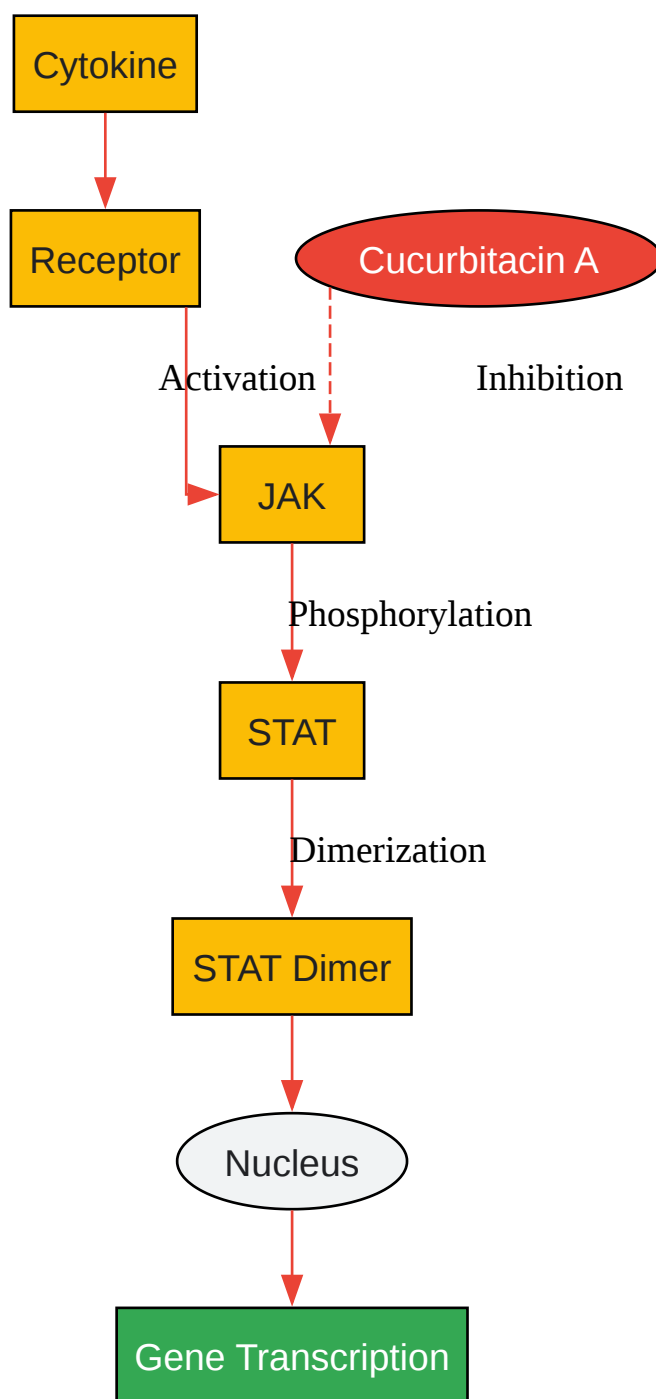 Cytokine
Receptor
Cucurbitacin A
Activation
Inhibition
JAK
Phosphorylation
STAT
Dimerization
STAT Dimer
Nucleus
Gene Transcription